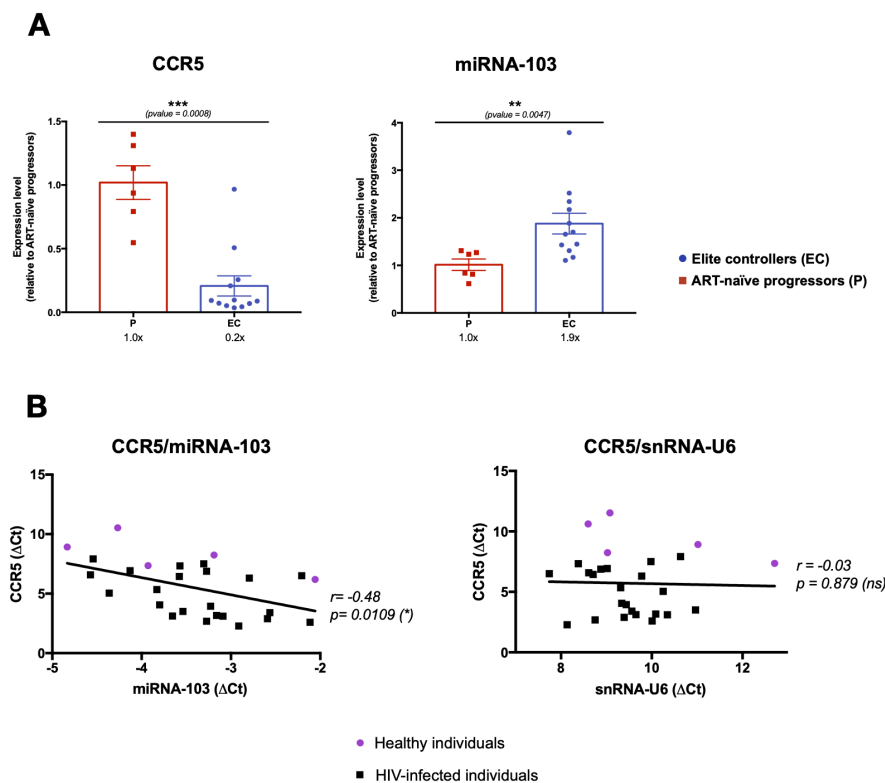 A
CCR5
miRNA-103
***
(pvalue = 0.0008)
**
(pvalue = 0.0047)
Expression level
(relative to ART-naïve progressors)
1.5
1.0
0.5
0.0
P
EC
1.0x
0.2x
Expression level
(relative to ART-naïve progressors)
4
3
2
1
0
P
EC
1.0x
1.9x
Elite controllers (EC)
ART-naïve progressors (P)
B
CCR5/miRNA-103
CCR5 (ΔCt)
15
10
5
0
-5
-4
-3
-2
miRNA-103 (ΔCt)
r= -0.48
p= 0.0109 (*)
CCR5/snRNA-U6
CCR5 (ΔCt)
15
10
5
0
8
10
12
snRNA-U6 (ΔCt)
r = -0.03
p = 0.879 (ns)
Healthy individuals
HIV-infected individuals